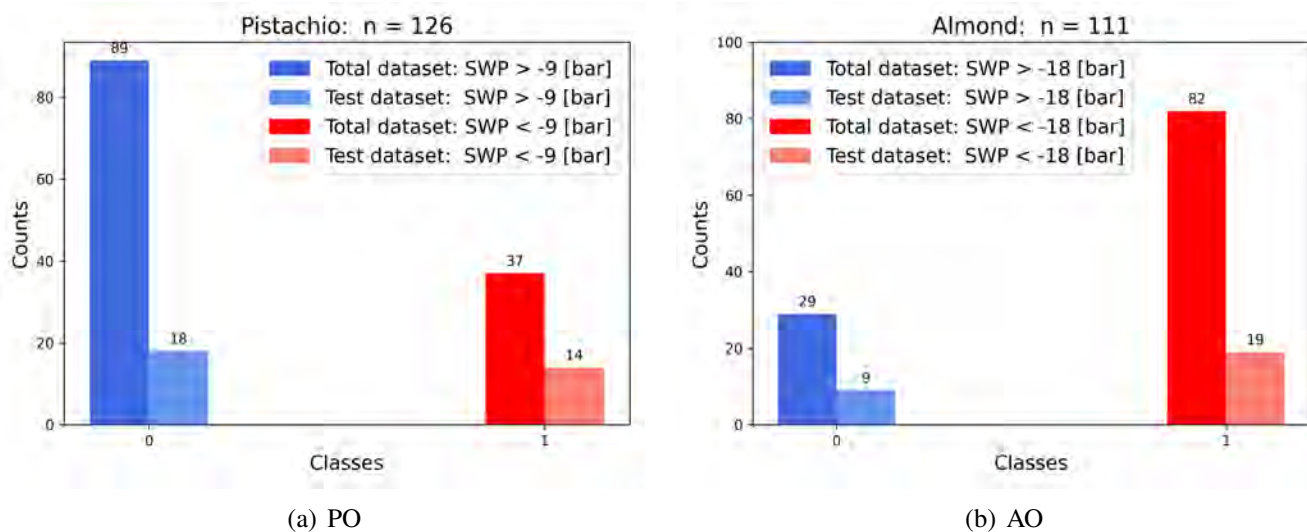 Pistachio: n = 126
89
Total dataset: SWP > -9 [bar]
Test dataset: SWP > -9 [bar]
Total dataset: SWP < -9 [bar]
Test dataset: SWP < -9 [bar]
80
60
40
20
0
Counts
37
18
14
0
1
Classes
(a) PO
Almond: n = 111
100
Total dataset: SWP > -18 [bar]
Test dataset: SWP > -18 [bar]
Total dataset: SWP < -18 [bar]
Test dataset: SWP < -18 [bar]
82
80
60
40
20
0
Counts
29
9
19
0
1
Classes
(b) AO